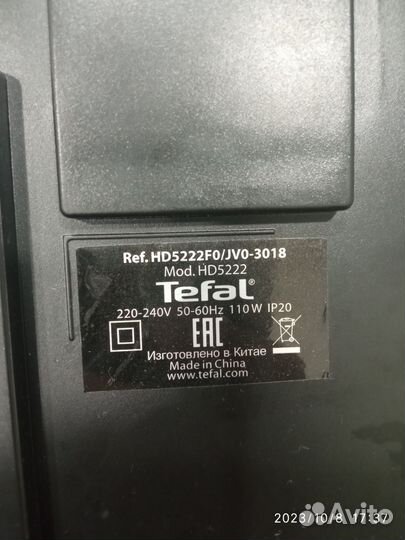 Ref. HD5222F0/JV0-3018
Mod. HD5222
Tefal
220-240V 50-60Hz 110W IP20
EAC
Изготовлено в Китае
Made in China
www.tefal.com
2023/10/8 17:37
Avito